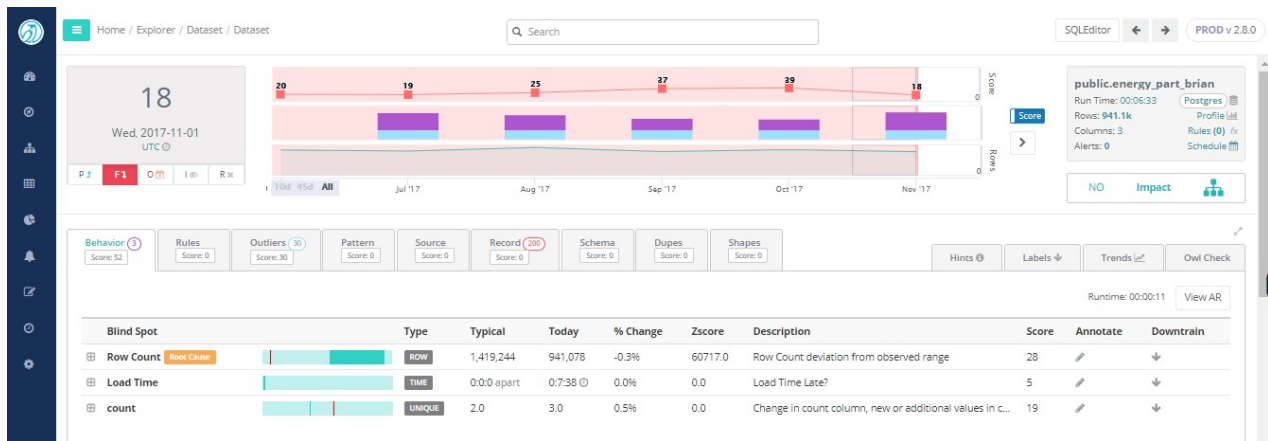 Home / Explorer / Dataset / Dataset
Search
SQLEditor
PROD v 2.8.0
18
Wed, 2017-11-01
UTC
P
F
O
I
R
20 19 25 37 39 18
Score
0
Rows
0
10d 45d All
Jul '17 Aug '17 Sep '17 Oct '17 Nov '17
Score
public.energy_part_brian
Run Time: 00:06:33 Postgres
Rows: 941.1k Profile
Columns: 3 Rules (0) fx
Alerts: 0 Schedule
NO Impact
Behavior 3 Rules Outliers 30 Pattern Source Record 200 Schema Dupes Shapes
Score: 52 Score: 0 Score: 30 Score: 0 Score: 0 Score: 0 Score: 0 Score: 0 Score: 0
Hints Labels Trends Owl Check
Runtime: 00:00:11 View AR
Blind Spot Type Typical Today % Change Zscore Description Score Annotate Downtrain
Row Count Root Cause ROW 1,419,244 941,078 -0.3% 60717.0 Row Count deviation from observed range 28
Load Time TIME 0:0:0 apart 0:7:38 0.0% 0.0 Load Time Late? 5
count UNIQUE 2.0 3.0 0.5% 0.0 Change in count column, new or additional values in c... 19